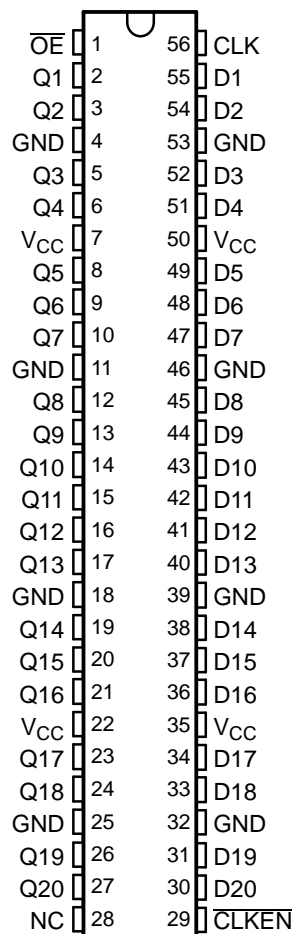 O̅E̅ 1 56 CLK
Q1 2 55 D1
Q2 3 54 D2
GND 4 53 GND
Q3 5 52 D3
Q4 6 51 D4
VCC 7 50 VCC
Q5 8 49 D5
Q6 9 48 D6
Q7 10 47 D7
GND 11 46 GND
Q8 12 45 D8
Q9 13 44 D9
Q10 14 43 D10
Q11 15 42 D11
Q12 16 41 D12
Q13 17 40 D13
GND 18 39 GND
Q14 19 38 D14
Q15 20 37 D15
Q16 21 36 D16
VCC 22 35 VCC
Q17 23 34 D17
Q18 24 33 D18
GND 25 32 GND
Q19 26 31 D19
Q20 27 30 D20
NC 28 29 C̅L̅K̅E̅N̅